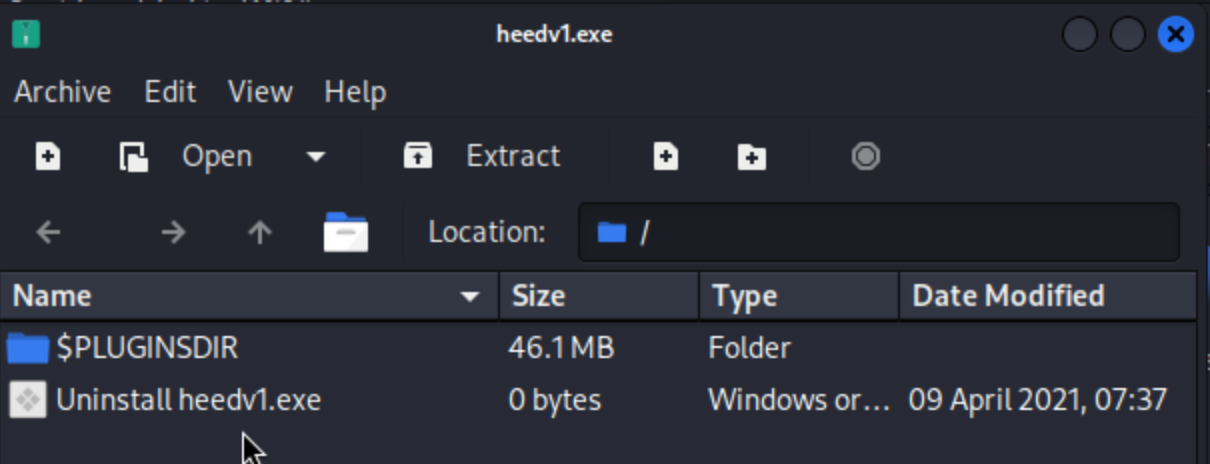 heedv1.exe
Archive Edit View Help
Open Extract
Location: /
Name Size Type Date Modified
$PLUGINSDIR 46.1 MB Folder
Uninstall heedv1.exe 0 bytes Windows or... 09 April 2021, 07:37